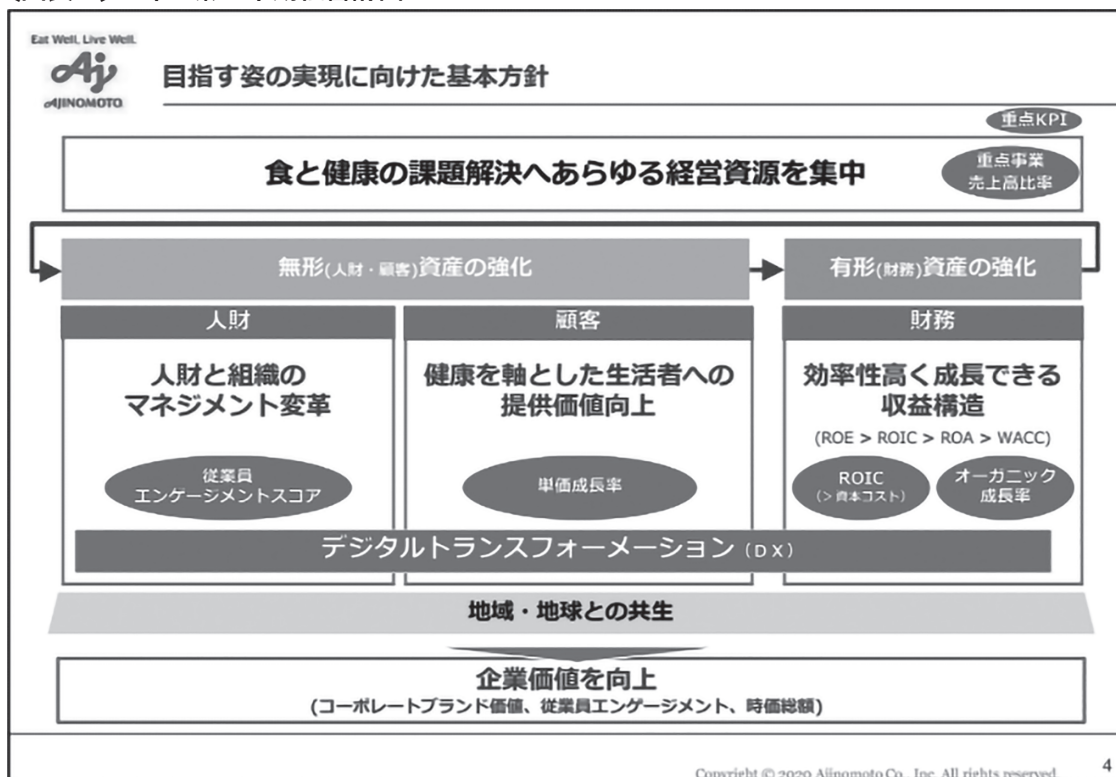 Eat Well, Live Well.
Aj
AJINOMOTO
目指す姿の実現に向けた基本方針
重点KPI
食と健康の課題解決へあらゆる経営資源を集中
重点事業
売上高比率
無形(人財・顧客)資産の強化
有形(財務)資産の強化
人財
人財と組織の
マネジメント変革
従業員
エンゲージメントスコア
顧客
健康を軸とした生活者への
提供価値向上
単価成長率
財務
効率性高く成長できる
収益構造
(ROE > ROIC > ROA > WACC)
ROIC
(>資本コスト)
オーガニック
成長率
デジタルトランスフォーメーション(DX)
地域・地球との共生
企業価値を向上
(コーポレートブランド価値、従業員エンゲージメント、時価総額)
Copyright © 2020 Ajinomoto Co., Inc. All rights reserved.
4